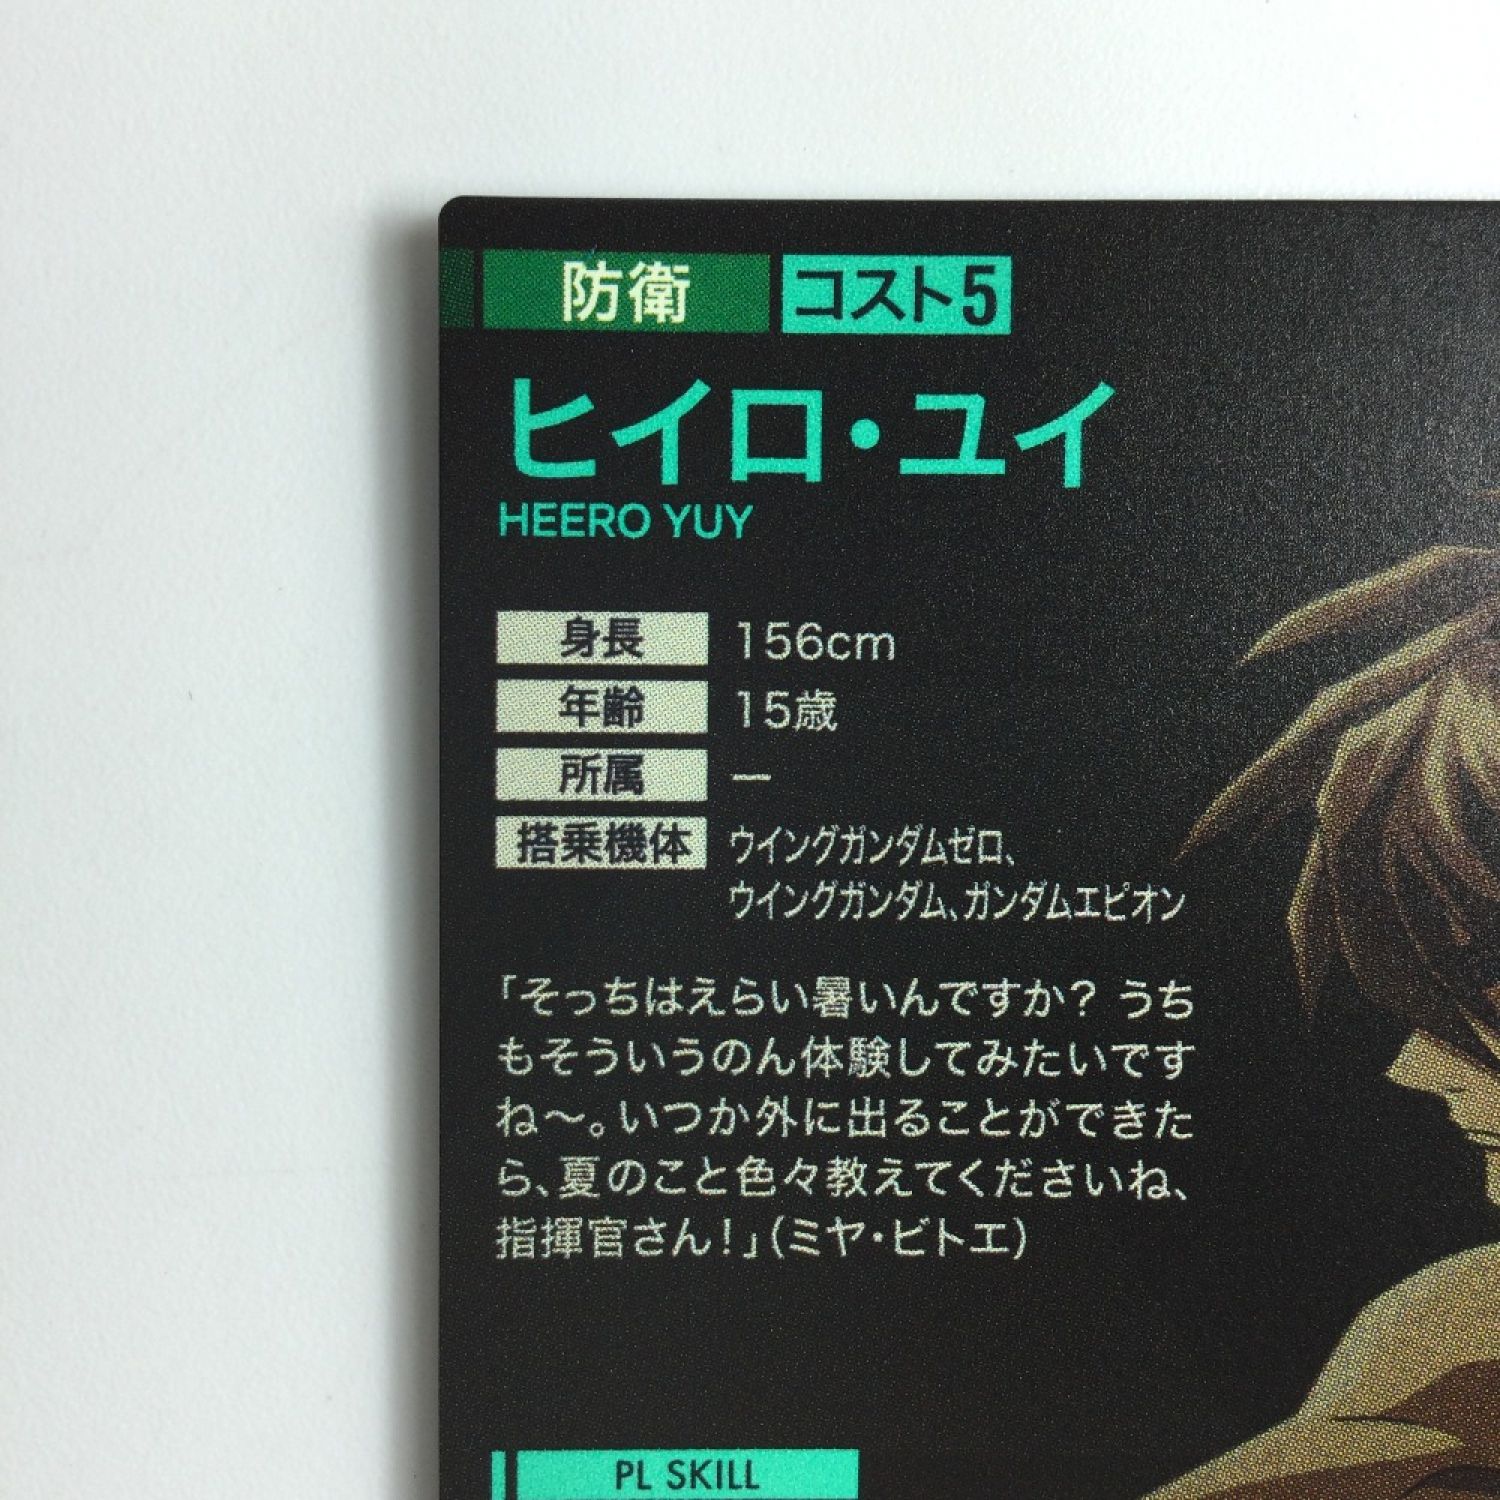 防衛 コスト5
ヒイロ・ユイ
HEERO YUY
身長 156cm
年齢 15歳
所属 ―
搭乗機体 ウイングガンダムゼロ、
ウイングガンダム、ガンダムエピオン
「そっちはえらい暑いんですか? うち
もそういうのん体験してみたいです
ね〜。いつか外に出ることができた
ら、夏のこと色々教えてくださいね、
指揮官さん!」(ミヤ・ビトエ)
PL SKILL